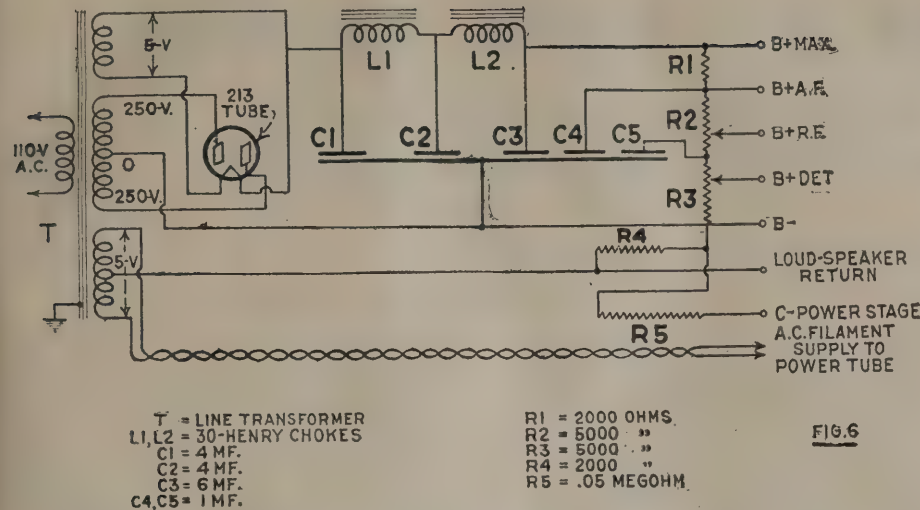 5-V
250-V.
213
TUBE,
110-V
A.C.
0
250-V.
T
5-V
L1
L2
C1
C2
C3
C4
C5
R1
R2
R3
R4
R5
B+MAX.
B+A.F.
B+R.F.
B+DET
B-
LOUD-SPEAKER
RETURN
C-POWER STAGE
A.C.FILAMENT
SUPPLY TO
POWER TUBE
T = LINE TRANSFORMER
L1,L2 = 30-HENRY CHOKES
C1 = 4 MF.
C2 = 4 MF.
C3 = 6 MF.
C4,C5 = 1 MF.
R1 = 2000 OHMS
R2 = 5000 "
R3 = 5000 "
R4 = 2000 "
R5 = .05 MEGOHM
FIG.6